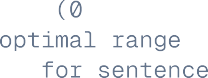 (0
optimal range
for sentence